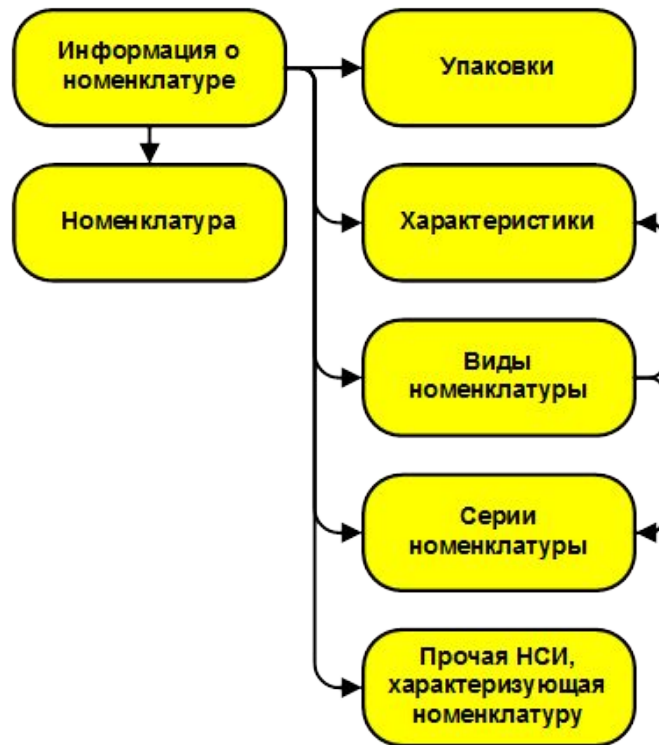 Информация о
номенклатуре
Упаковки
Номенклатура
Характеристики
Виды
номенклатуры
Серии
номенклатуры
Прочая НСИ,
характеризующая
номенклатуру